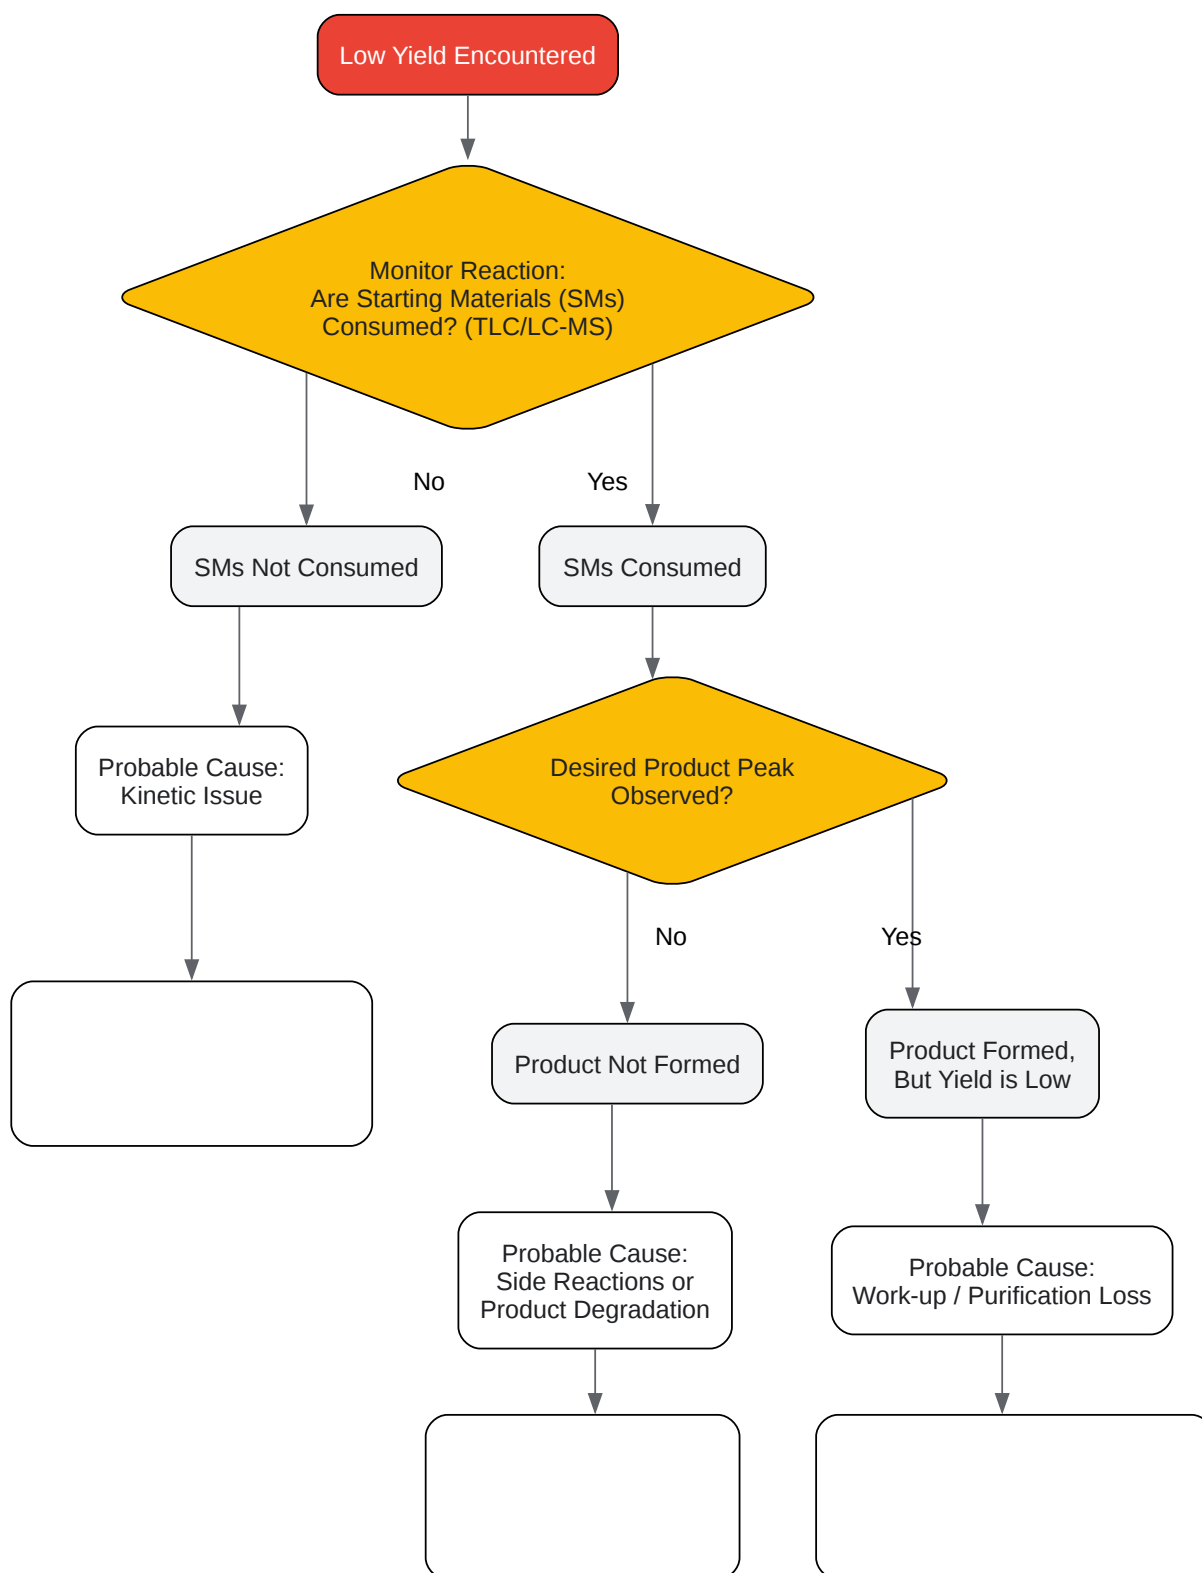 Low Yield Encountered
Monitor Reaction:
Are Starting Materials (SMs)
Consumed? (TLC/LC-MS)
No
Yes
SMs Not Consumed
SMs Consumed
Probable Cause:
Kinetic Issue
Desired Product Peak
Observed?
No
Yes
Product Not Formed
Product Formed,
But Yield is Low
Probable Cause:
Side Reactions or
Product Degradation
Probable Cause:
Work-up / Purification Loss